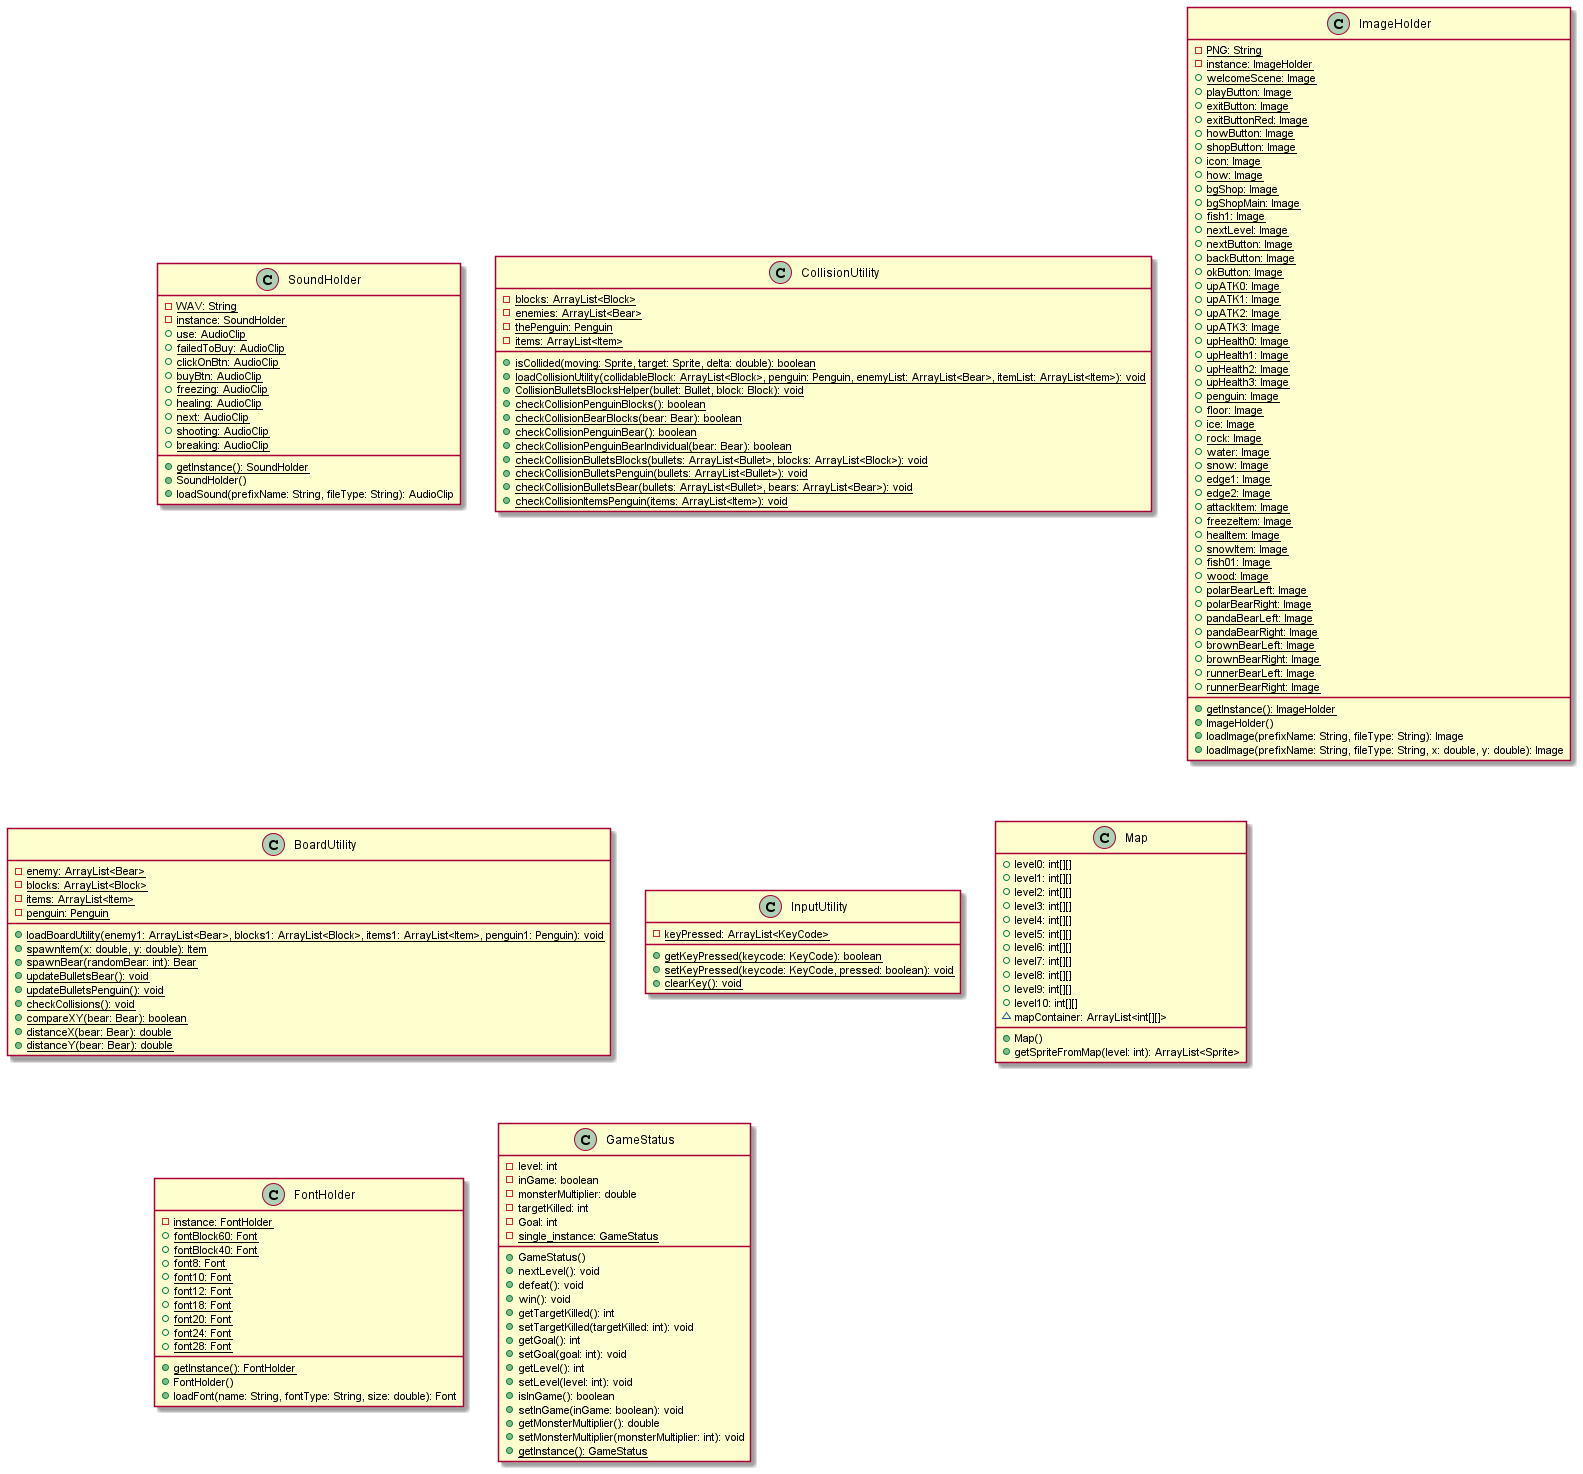 C SoundHolder
WAV: String
instance: SoundHolder
use: AudioClip
failedToBuy: AudioClip
clickOnBtn: AudioClip
buyBtn: AudioClip
freezing: AudioClip
healing: AudioClip
next: AudioClip
shooting: AudioClip
breaking: AudioClip
getInstance(): SoundHolder
SoundHolder()
loadSound(prefixName: String, fileType: String): AudioClip
C CollisionUtility
blocks: ArrayList<Block>
enemies: ArrayList<Bear>
thePenguin: Penguin
items: ArrayList<Item>
isCollided(moving: Sprite, target: Sprite, delta: double): boolean
loadCollisionUtility(collidableBlock: ArrayList<Block>, penguin: Penguin, enemyList: ArrayList<Bear>, itemList: ArrayList<Item>): void
CollisionBulletsBlocksHelper(bullet: Bullet, block: Block): void
checkCollisionPenguinBlocks(): boolean
checkCollisionBearBlocks(bear: Bear): boolean
checkCollisionPenguinBear(): boolean
checkCollisionPenguinBearIndividual(bear: Bear): boolean
checkCollisionBulletsBlocks(bullets: ArrayList<Bullet>, blocks: ArrayList<Block>): void
checkCollisionBulletsPenguin(bullets: ArrayList<Bullet>): void
checkCollisionBulletsBear(bullets: ArrayList<Bullet>, bears: ArrayList<Bear>): void
checkCollisionItemsPenguin(items: ArrayList<Item>): void
C ImageHolder
PNG: String
instance: ImageHolder
welcomeScene: Image
playButton: Image
exitButton: Image
exitButtonRed: Image
howButton: Image
shopButton: Image
icon: Image
how: Image
bgShop: Image
bgShopMain: Image
fish1: Image
nextLevel: Image
nextButton: Image
backButton: Image
okButton: Image
upATK0: Image
upATK1: Image
upATK2: Image
upATK3: Image
upHealth0: Image
upHealth1: Image
upHealth2: Image
upHealth3: Image
penguin: Image
floor: Image
ice: Image
rock: Image
water: Image
snow: Image
edge1: Image
edge2: Image
attackItem: Image
freezeItem: Image
healItem: Image
snowItem: Image
fish01: Image
wood: Image
polarBearLeft: Image
polarBearRight: Image
pandaBearLeft: Image
pandaBearRight: Image
brownBearLeft: Image
brownBearRight: Image
runnerBearLeft: Image
runnerBearRight: Image
getInstance(): ImageHolder
ImageHolder()
loadImage(prefixName: String, fileType: String): Image
loadImage(prefixName: String, fileType: String, x: double, y: double): Image
C BoardUtility
enemy: ArrayList<Bear>
blocks: ArrayList<Block>
items: ArrayList<Item>
penguin: Penguin
loadBoardUtility(enemy1: ArrayList<Bear>, blocks1: ArrayList<Block>, items1: ArrayList<Item>, penguin1: Penguin): void
spawnItem(x: double, y: double): Item
spawnBear(randomBear: int): Bear
updateBulletsBear(): void
updateBulletsPenguin(): void
checkCollisions(): void
compareXY(bear: Bear): boolean
distanceX(bear: Bear): double
distanceY(bear: Bear): double
C InputUtility
keyPressed: ArrayList<KeyCode>
getKeyPressed(keycode: KeyCode): boolean
setKeyPressed(keycode: KeyCode, pressed: boolean): void
clearKey(): void
C Map
level0: int[][]
level1: int[][]
level2: int[][]
level3: int[][]
level4: int[][]
level5: int[][]
level6: int[][]
level7: int[][]
level8: int[][]
level9: int[][]
level10: int[][]
mapContainer: ArrayList<int[][]>
Map()
getSpriteFromMap(level: int): ArrayList<Sprite>
C FontHolder
instance: FontHolder
fontBlock60: Font
fontBlock40: Font
font8: Font
font10: Font
font12: Font
font18: Font
font20: Font
font24: Font
font28: Font
getInstance(): FontHolder
FontHolder()
loadFont(name: String, fontType: String, size: double): Font
C GameStatus
level: int
inGame: boolean
monsterMultiplier: double
targetKilled: int
Goal: int
single_instance: GameStatus
GameStatus()
nextLevel(): void
defeat(): void
win(): void
getTargetKilled(): int
setTargetKilled(targetKilled: int): void
getGoal(): int
setGoal(goal: int): void
getLevel(): int
setLevel(level: int): void
isInGame(): boolean
setInGame(inGame: boolean): void
getMonsterMultiplier(): double
setMonsterMultiplier(monsterMultiplier: int): void
getInstance(): GameStatus